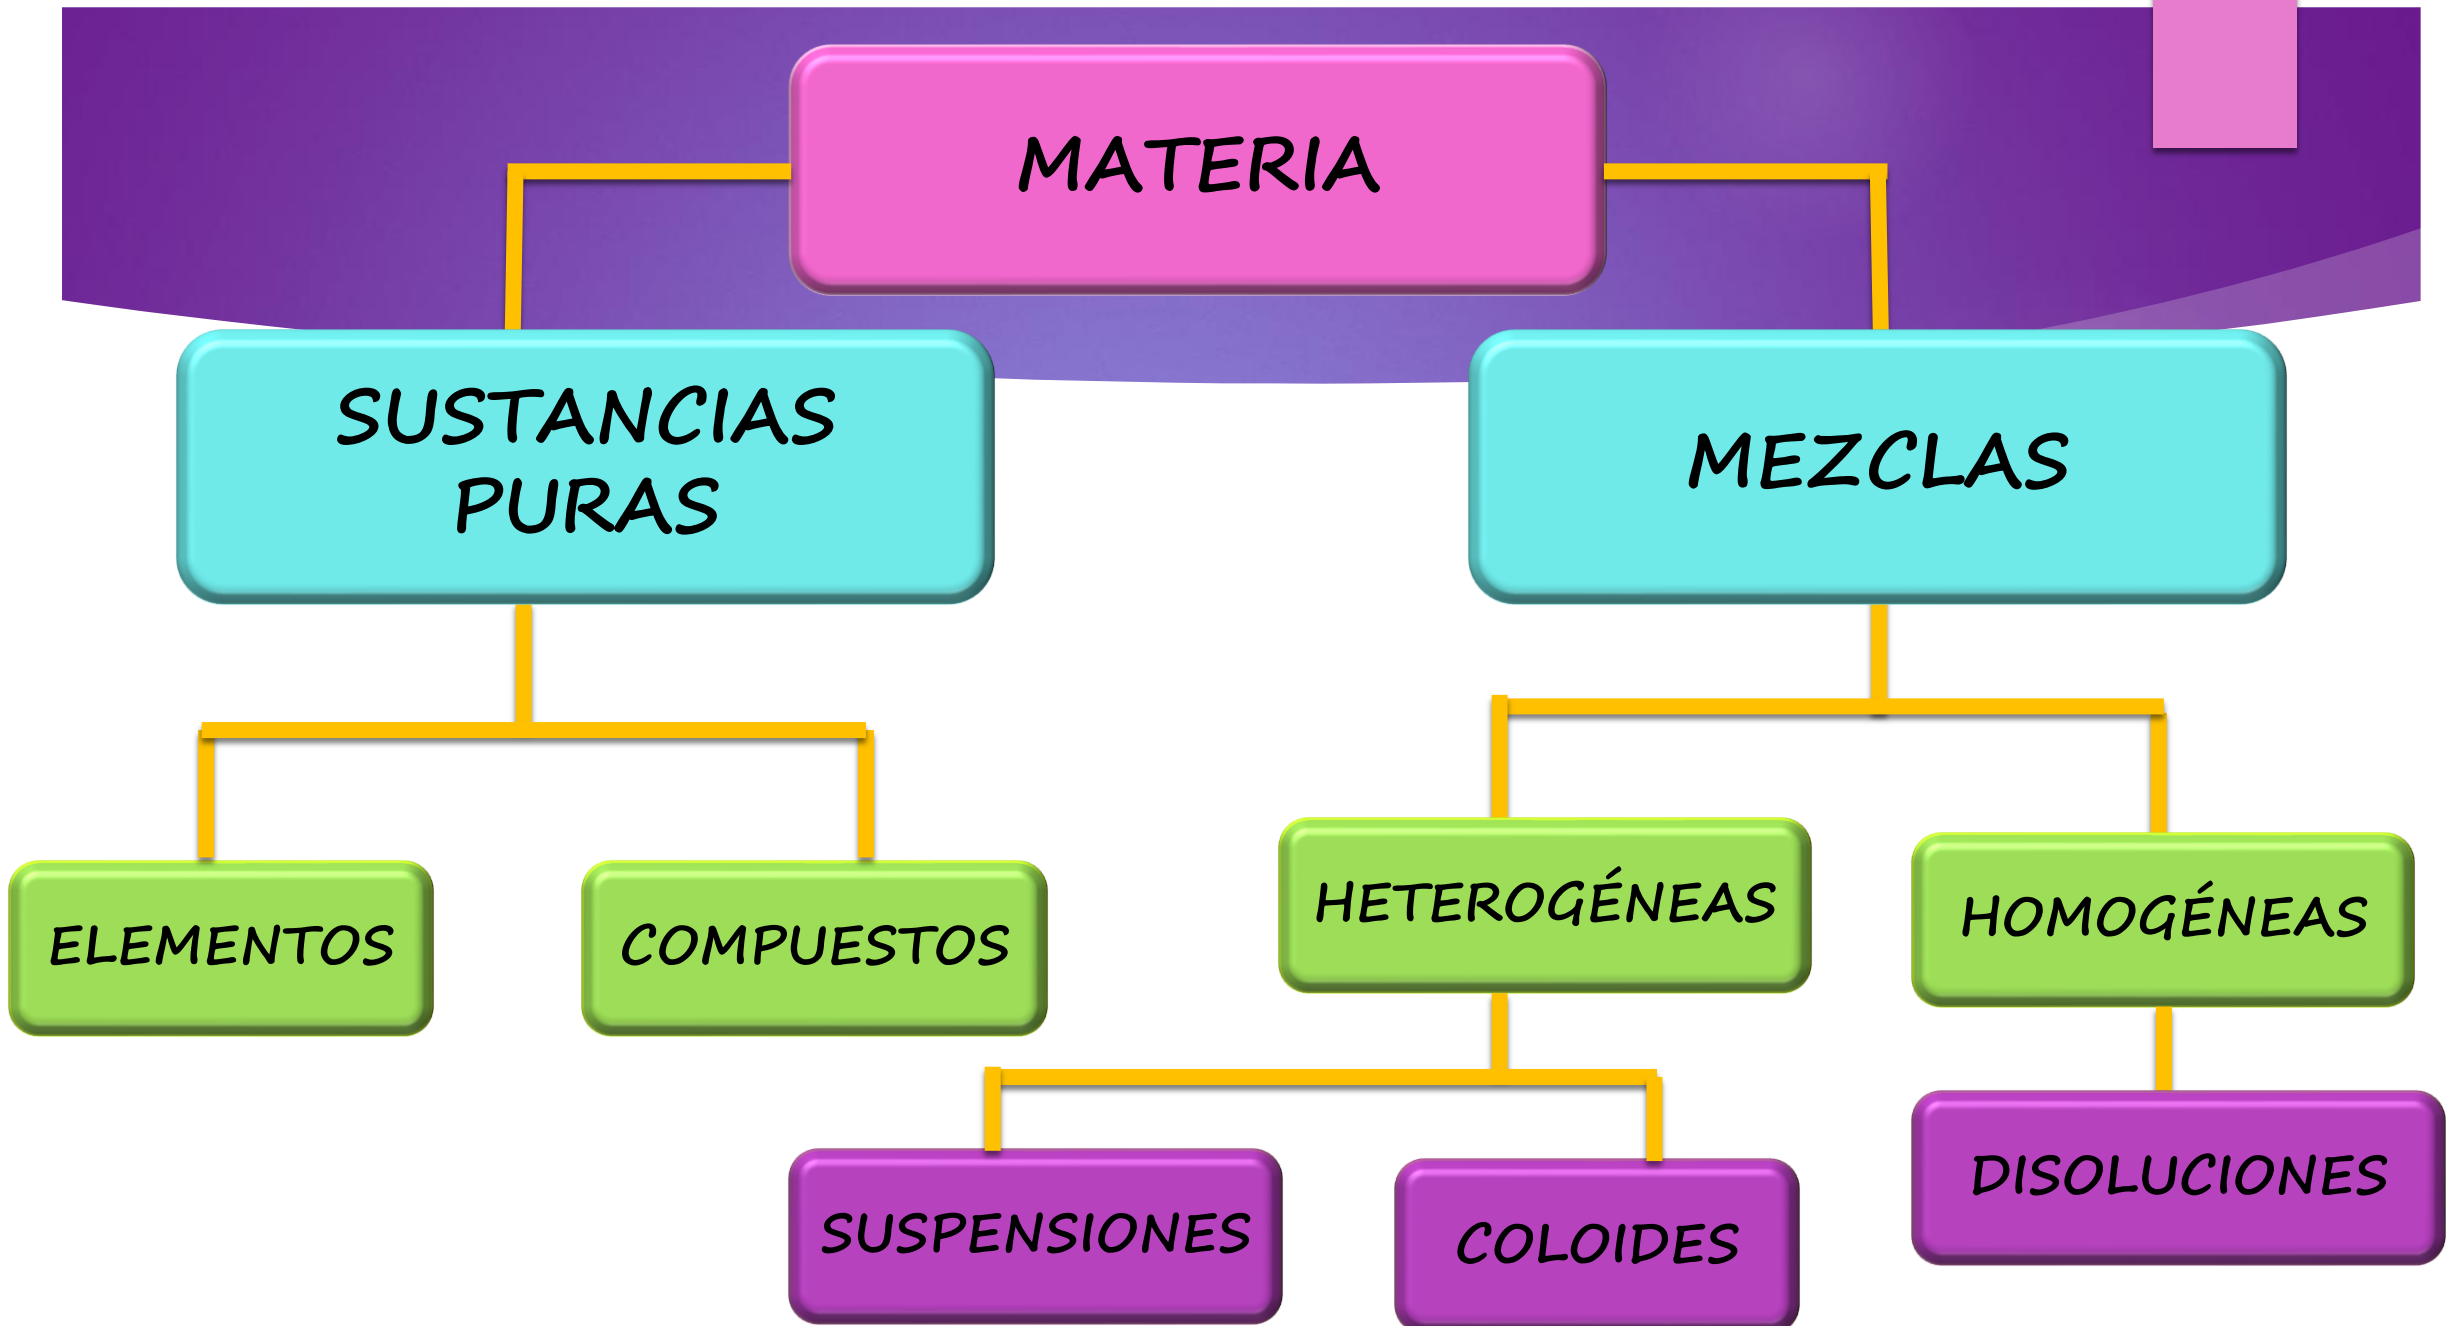 MATERIA
SUSTANCIAS
PURAS
MEZCLAS
ELEMENTOS
COMPUESTOS
HETEROGÉNEAS
HOMOGÉNEAS
SUSPENSIONES
COLOIDES
DISOLUCIONES